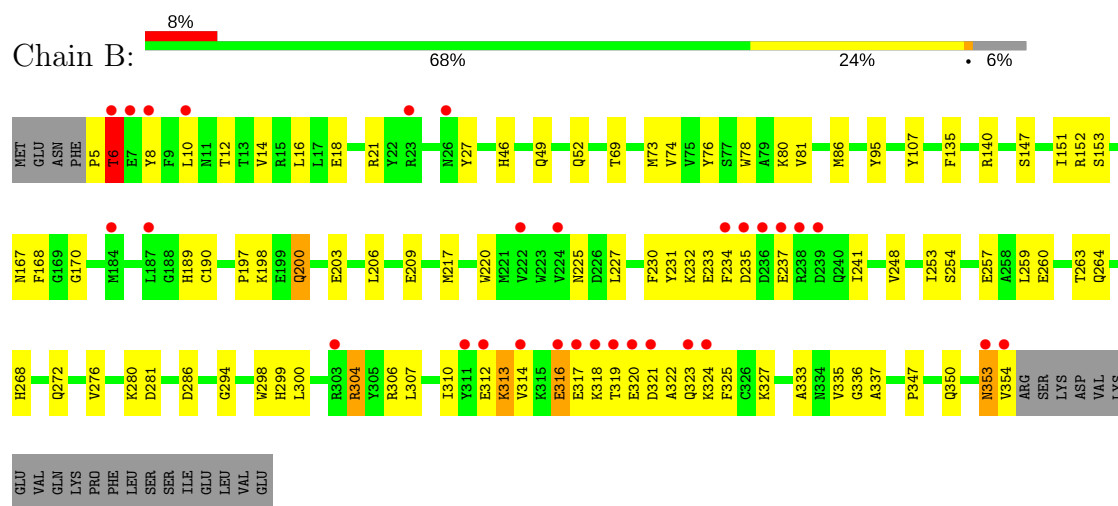 8%
Chain B:
68% 24% • 6%
MET GLU ASN PHE P5 T6 E7 Y8 F9 L10 N11 T12 T13 V14 R15 L16 L17 E18 R21 Y22 R23 N26 Y27 H46 Q49 Q52 T69 M73 V74 V75 Y76 S77 W78 A79 K80 V81 M86 Y95 Y107 F135 R140 S147 I151 R152 S153
N167 F168 G169 G170 M184 L187 G188 H189 C190 P197 K198 E199 Q200 E203 L206 E209 M217 W220 M221 V222 W223 V224 N225 D226 L227 F230 Y231 K232 E233 F234 D235 D236 E237 R238 D239 Q240 I241 V248 I253 S254 E257 A258 L259 E260 T263 Q264
H268 Q272 V276 K280 D281 D286 G294 W298 H299 L300 R303 R304 Y305 R306 L307 I310 Y311 E312 K313 V314 K315 E316 E317 K318 T319 E320 D321 A322 Q323 K324 F325 C326 K327 A333 N334 V335 G336 A337 P347 Q350 N353 V354 ARG SER LYS ASP VAL LYS
GLU VAL GLN LYS PRO PHE LEU SER SER ILE GLU LEU VAL GLU